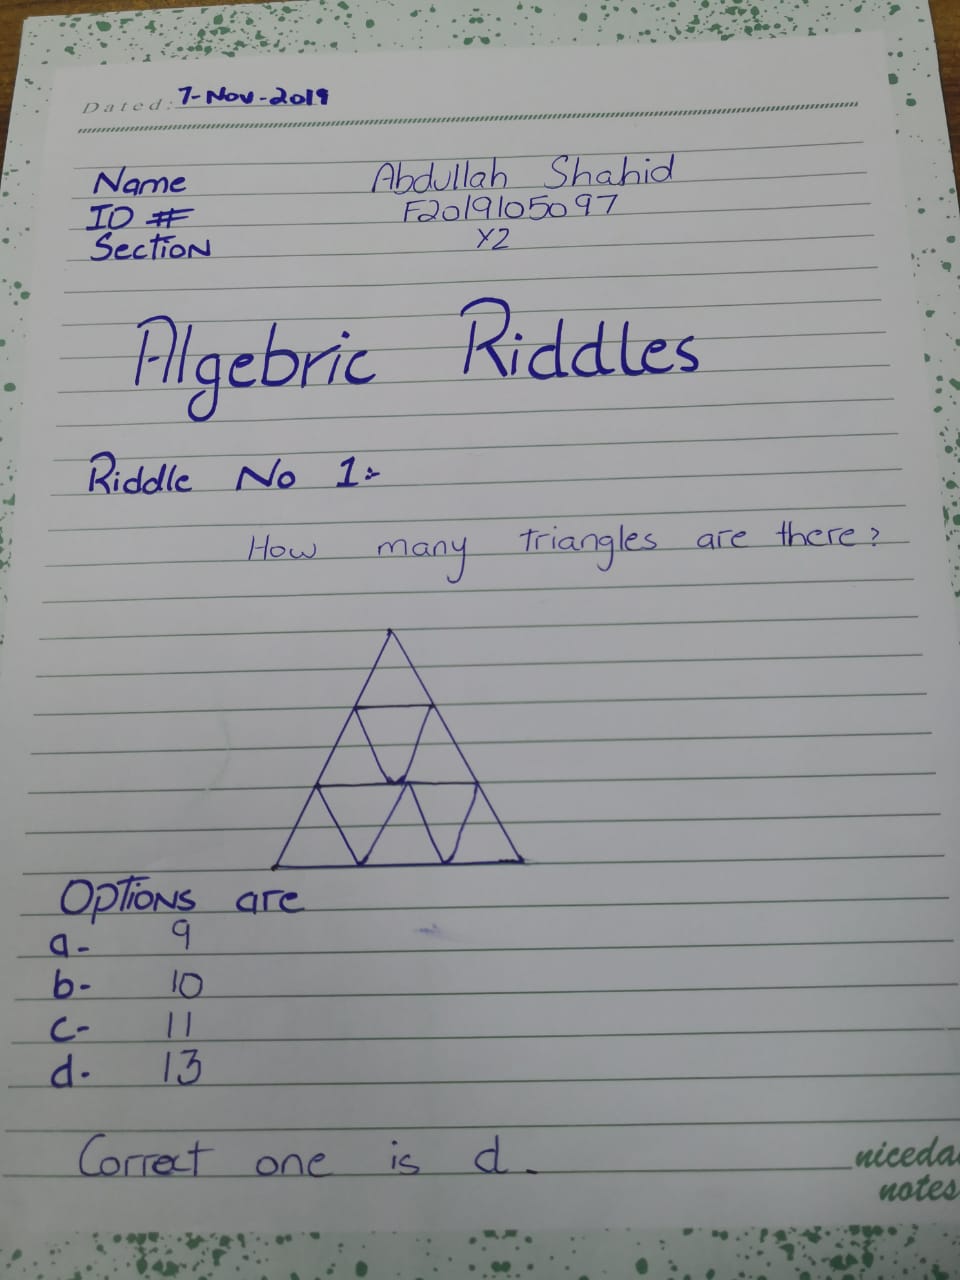 Dated: 7-Nov-2019
Name Abdullah Shahid
ID # F2019105097
Section X2
Algebric Riddles
Riddle No 1:-
How many triangles are there?
Options are
a- 9
b- 10
c- 11
d. 13
Correct one is d.
niceda
notes